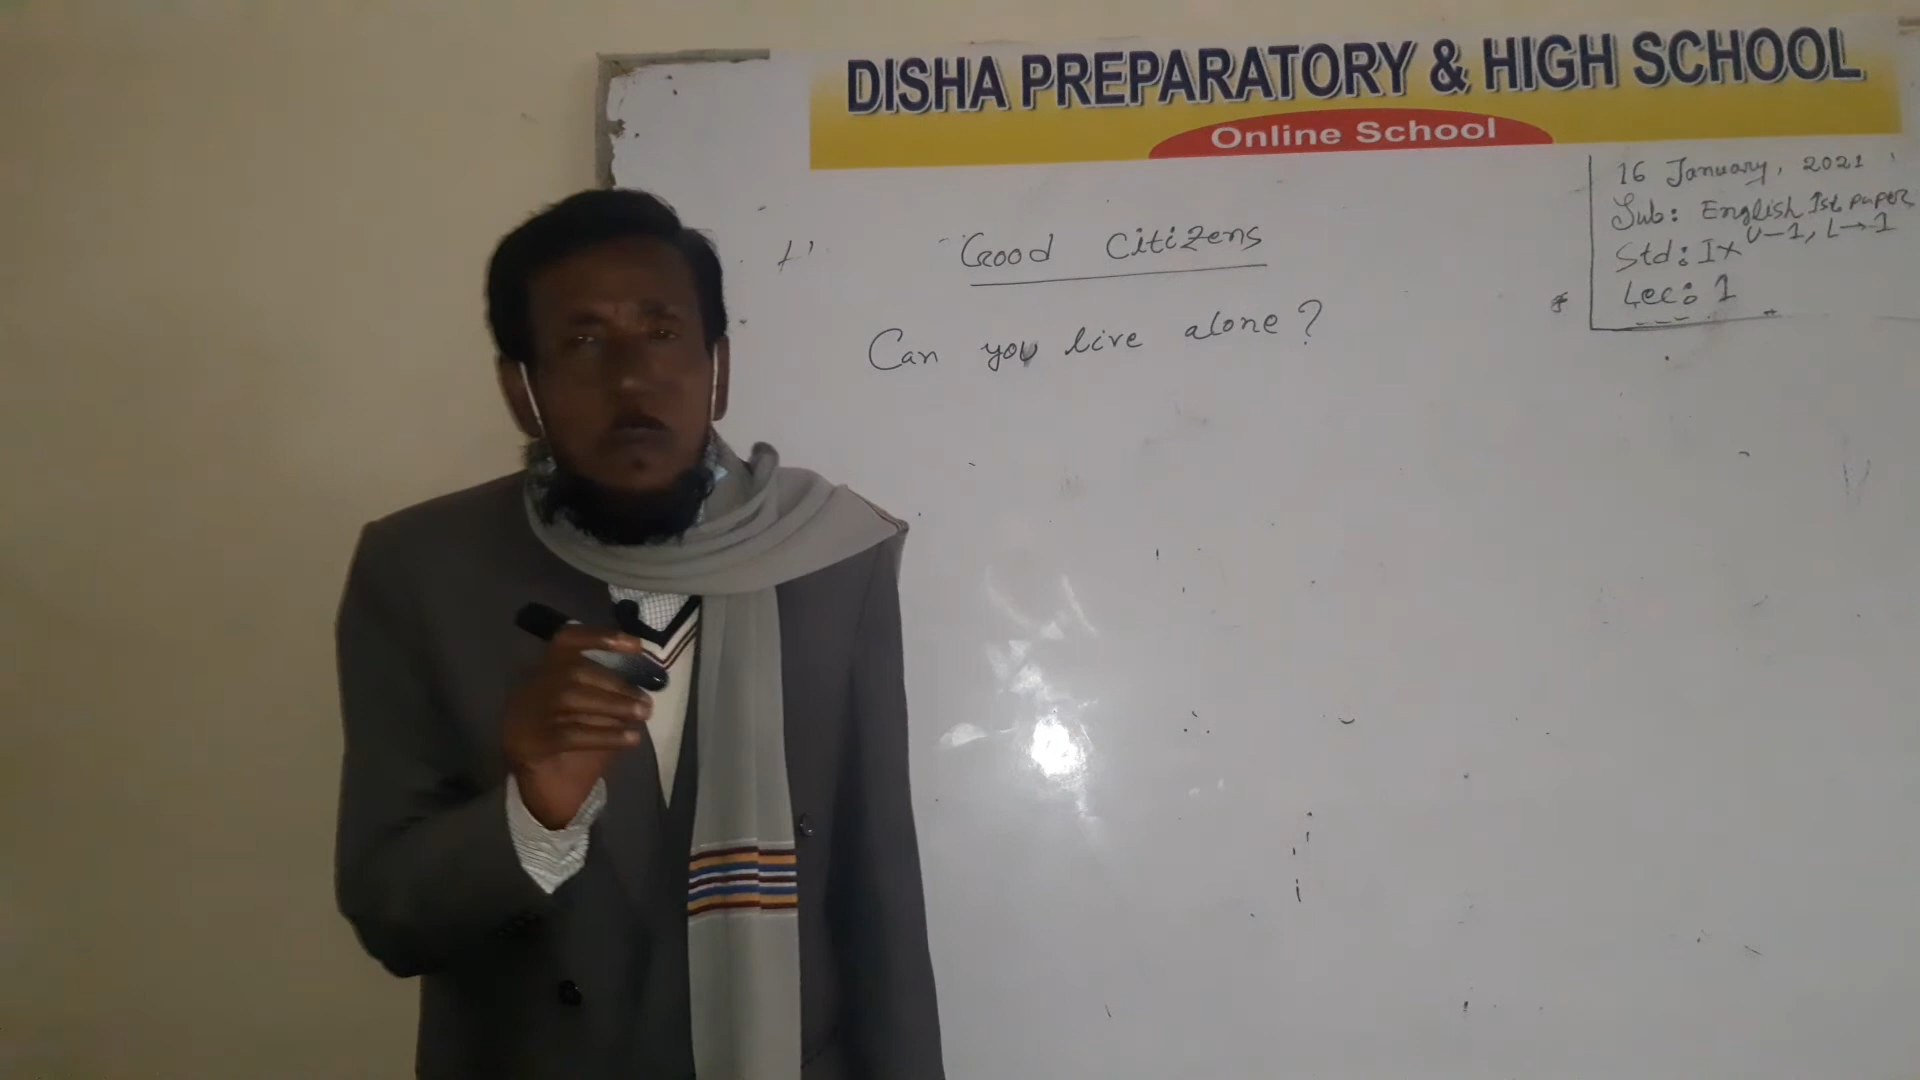 DISHA PREPARATORY & HIGH SCHOOL
Online School
16 January, 2021
Sub: English 1st paper
Std: IX U-1, L→1
Lec: 1
Good Citizens
Can you live alone?